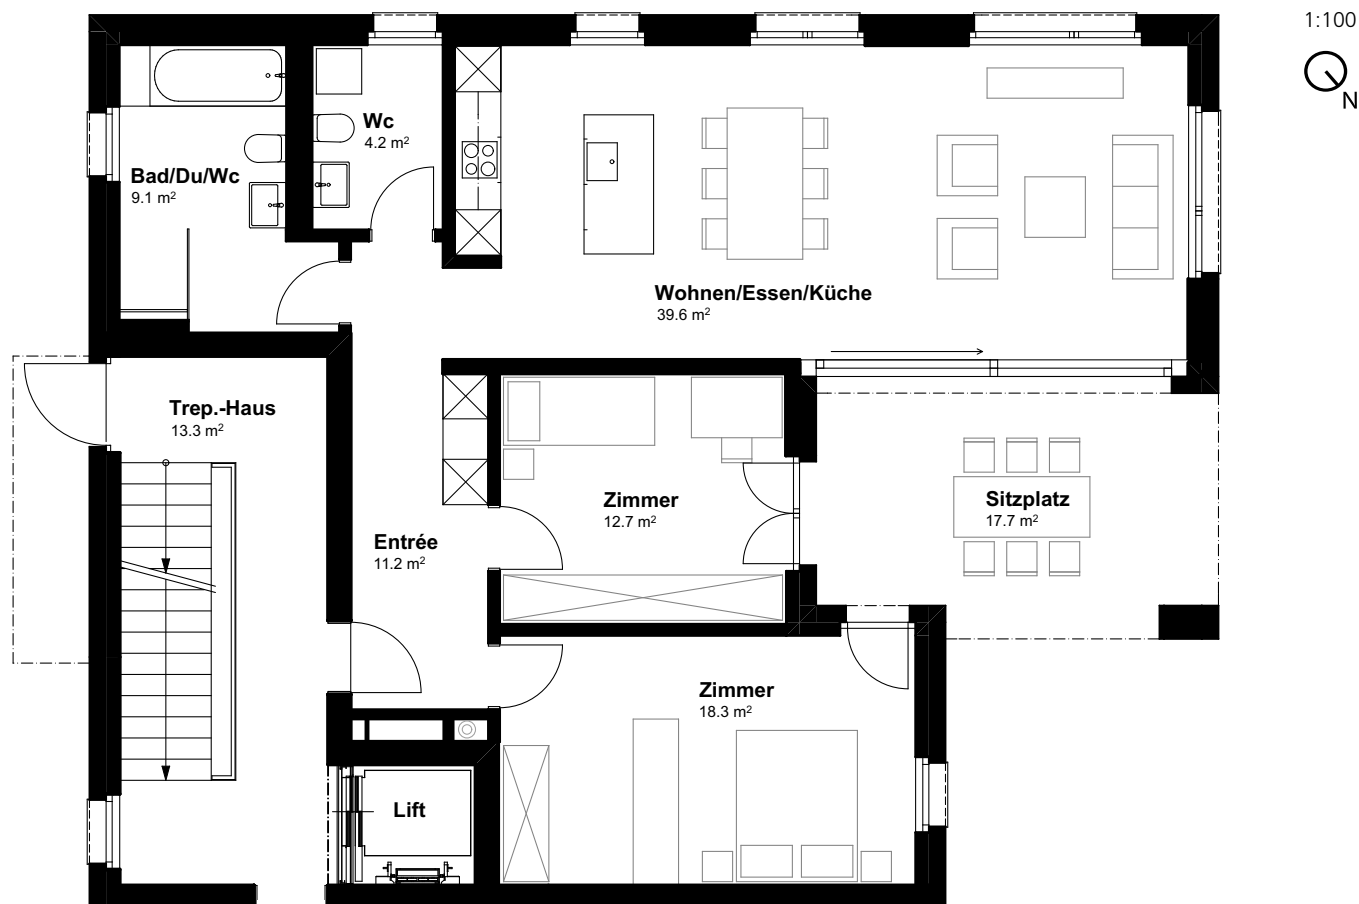 1:100
N
Wc
4.2 m²
Bad/Du/Wc
9.1 m²
Wohnen/Essen/Küche
39.6 m²
Trep.-Haus
13.3 m²
Zimmer
12.7 m²
Sitzplatz
17.7 m²
Entrée
11.2 m²
Zimmer
18.3 m²
Lift